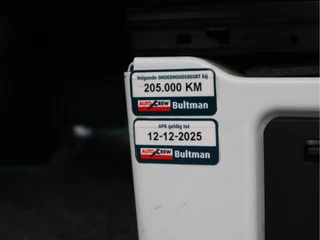 Volgende ONDERHOUDSBEURT bij
205.000 KM
AUTO CREW Bultman
APK geldig tot
12-12-2025
AUTO CREW Bultman